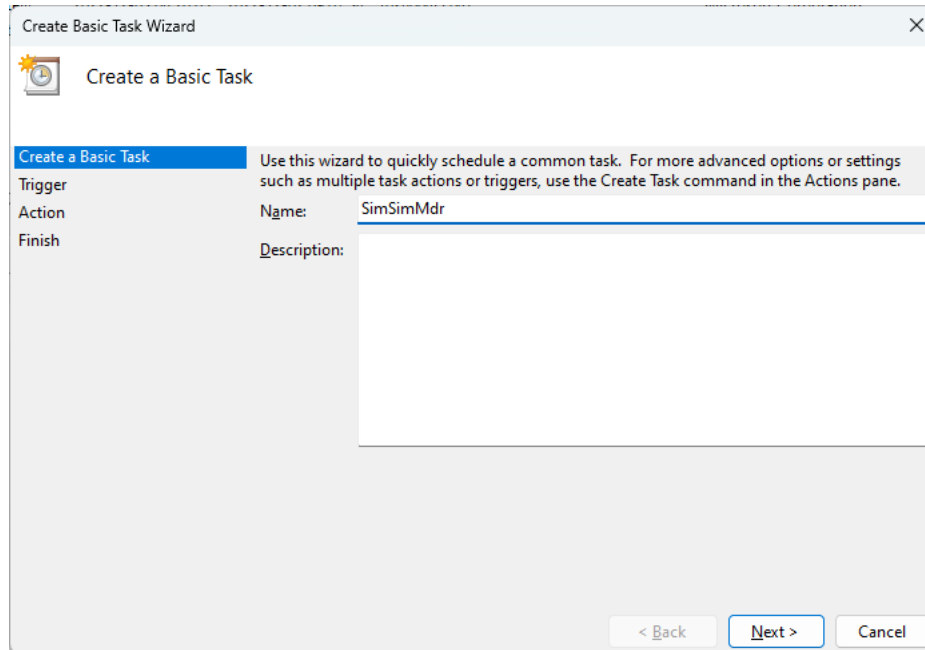 Create Basic Task Wizard
Create a Basic Task
Create a Basic Task
Trigger
Action
Finish
Use this wizard to quickly schedule a common task. For more advanced options or settings
such as multiple task actions or triggers, use the Create Task command in the Actions pane.
Name:
SimSimMdr
Description:
< Back
Next >
Cancel